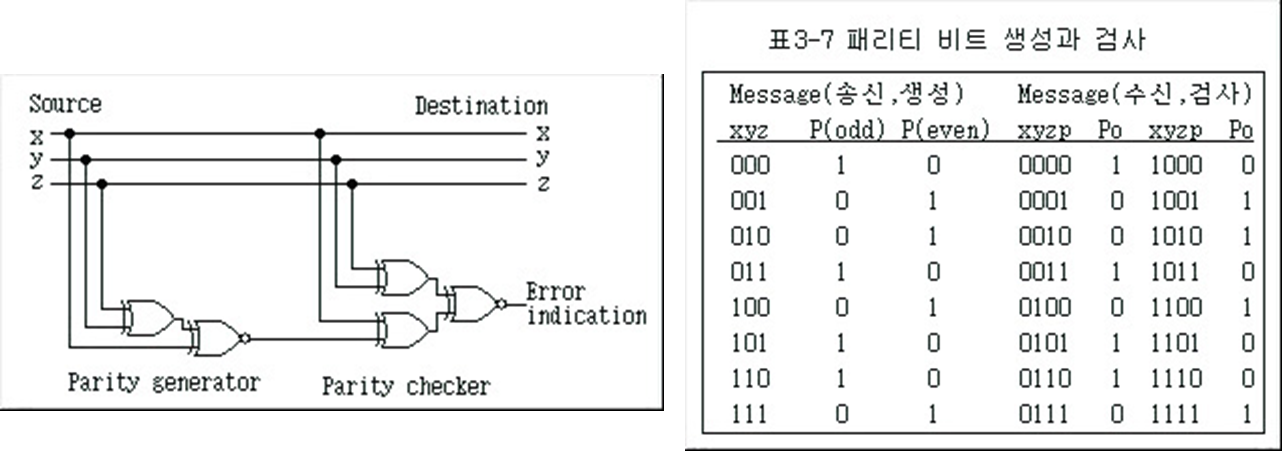 Source Destination
x x
y y
z z
Error
indication
Parity generator Parity checker
표3-7 패리티 비트 생성과 검사
Message(송신,생성) Message(수신,검사)
xyz P(odd) P(even) xyzp Po xyzp Po
000 1 0 0000 1 1000 0
001 0 1 0001 0 1001 1
010 0 1 0010 0 1010 1
011 1 0 0011 1 1011 0
100 0 1 0100 0 1100 1
101 1 0 0101 1 1101 0
110 1 0 0110 1 1110 0
111 0 1 0111 0 1111 1